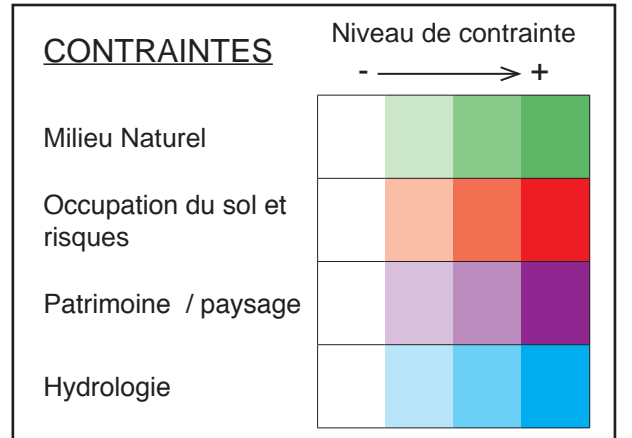 CONTRAINTES
Niveau de contrainte
- +
Milieu Naturel
Occupation du sol et
risques
Patrimoine / paysage
Hydrologie